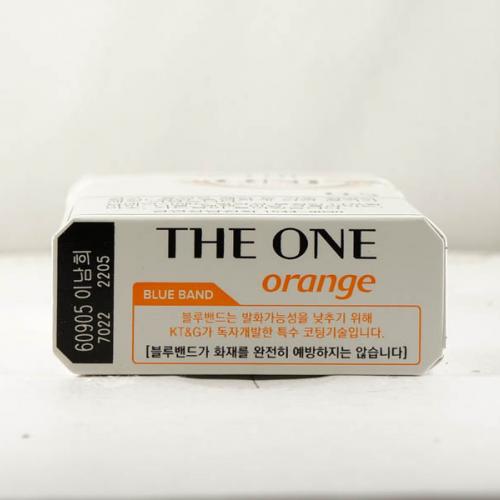 THE ONE
orange
BLUE BAND
블루밴드는 발화가능성을 낮추기 위해
KT&G가 독자개발한 특수 코팅기술입니다.
[블루밴드가 화재를 완전히 예방하지는 않습니다]
60905 이남희
7022 2205